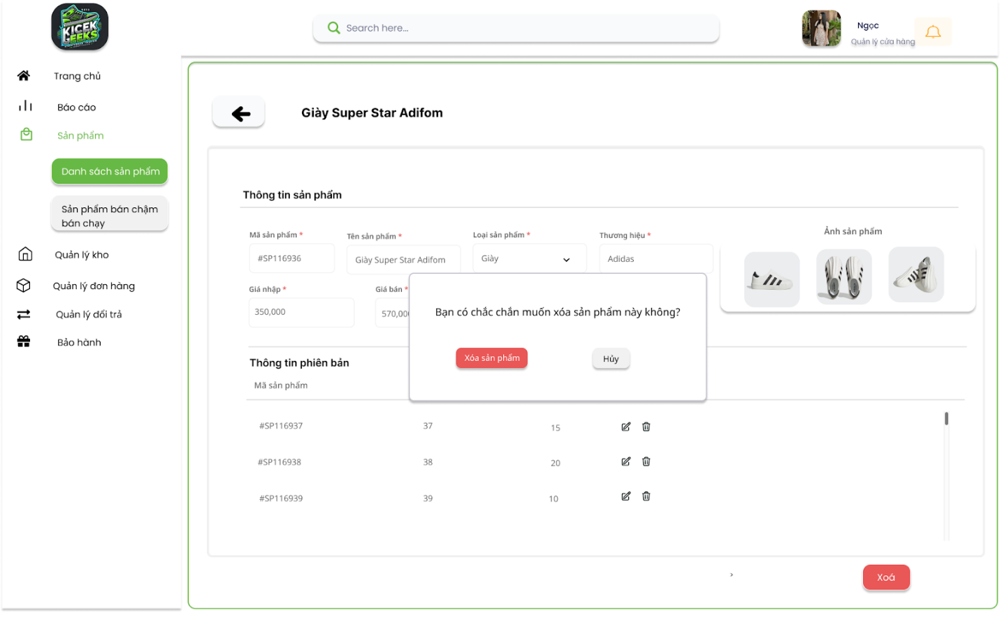 KICEK
GEEKS
Search here...
Ngọc
Quản lý cửa hàng
Trang chủ
Báo cáo
Sản phẩm
Danh sách sản phẩm
Sản phẩm bán chậm
bán chạy
Quản lý kho
Quản lý đơn hàng
Quản lý đổi trả
Bảo hành
Giày Super Star Adifom
Thông tin sản phẩm
Mã sản phẩm *
Tên sản phẩm *
Loại sản phẩm *
Thương hiệu *
Ảnh sản phẩm
#SP116936
Giày Super Star Adifom
Giày
Adidas
Giá nhập *
Giá bán *
350,000
570,00
Bạn có chắc chắn muốn xóa sản phẩm này không?
Xóa sản phẩm
Hủy
Thông tin phiên bản
Mã sản phẩm
#SP116937 37 15
#SP116938 38 20
#SP116939 39 10
Xoá